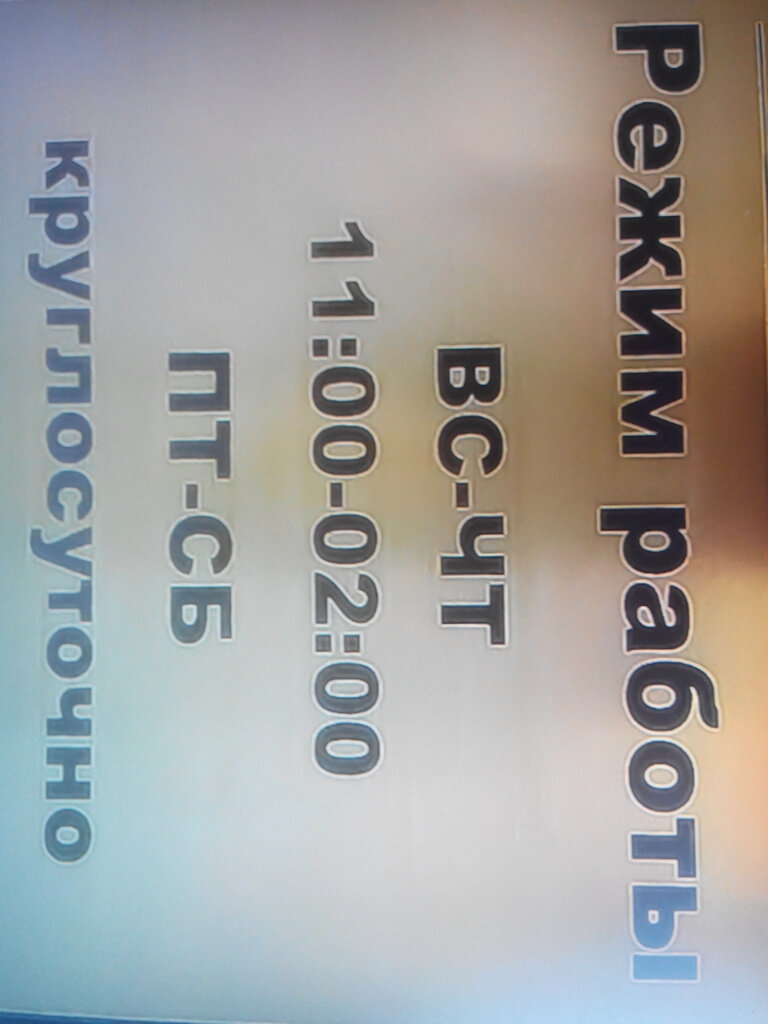 Режим работы
ВС-ЧТ
11:00-02:00
ПТ-СБ
круглосуточно